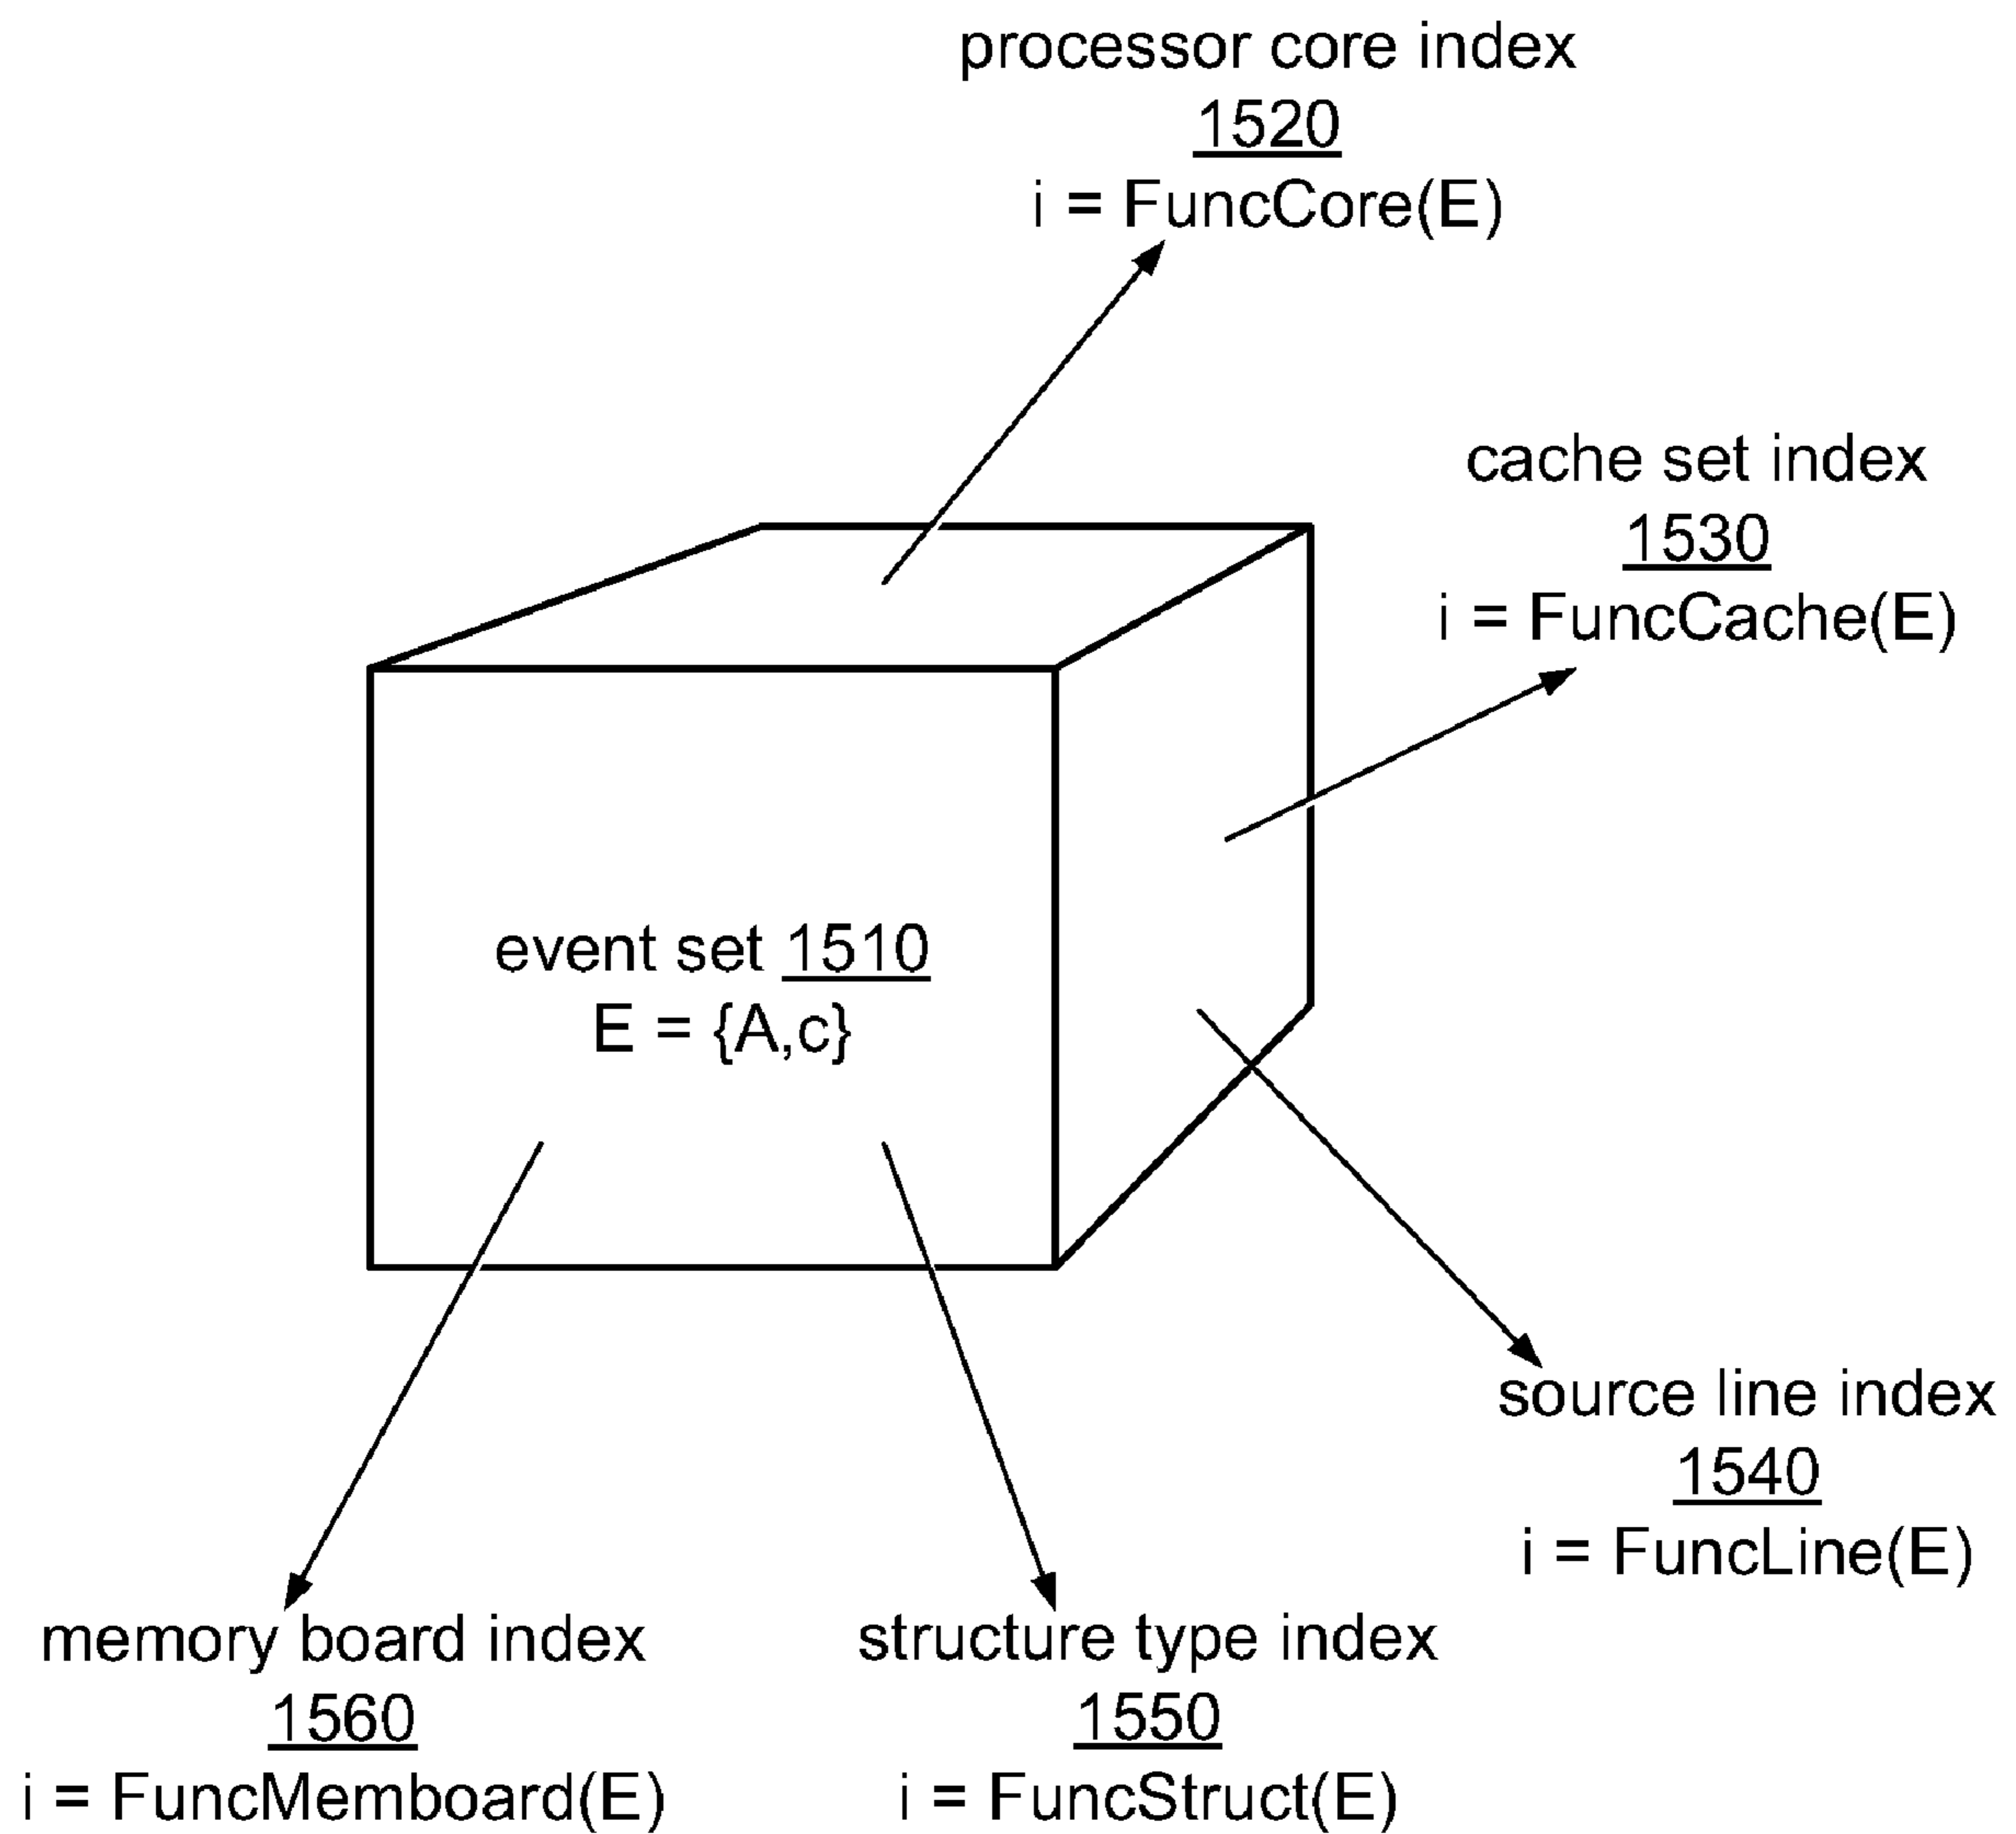 processor core index
1520
i = FuncCore(E)
cache set index
1530
i = FuncCache(E)
event set 1510
E = {A,c}
source line index
1540
i = FuncLine(E)
memory board index
1560
i = FuncMemboard(E)
structure type index
1550
i = FuncStruct(E)